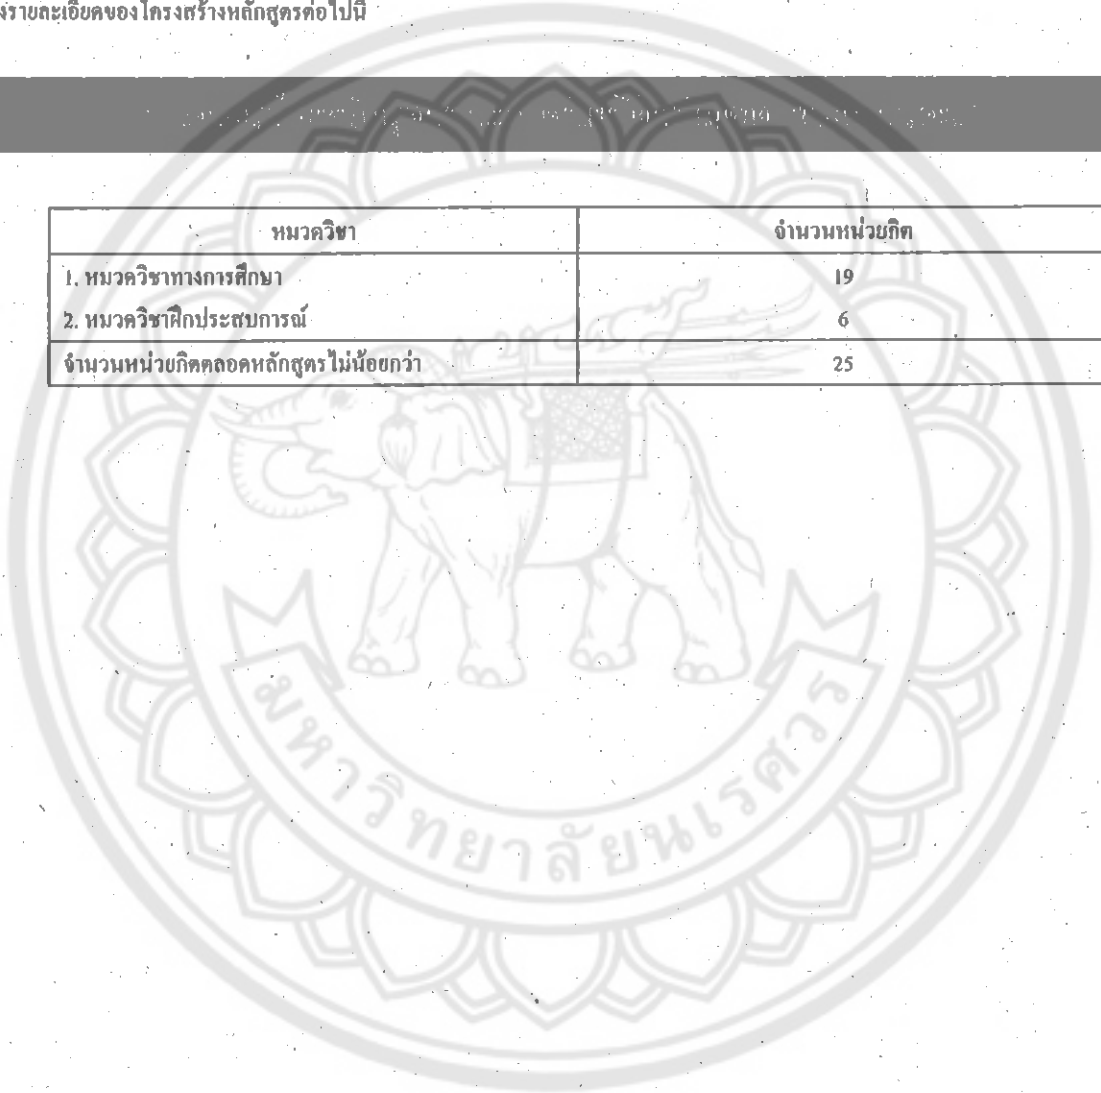 งรายละเอียดของโครงสร้างหลักสูตรต่อไปนี้
หมวดวิชา จำนวนหน่วยกิต
1. หมวดวิชาทางการศึกษา 19
2. หมวดวิชาฝึกประสบการณ์ 6
จำนวนหน่วยกิตตลอดหลักสูตร ไม่น้อยกว่า 25
มหาวิทยาลัยนเรศวร